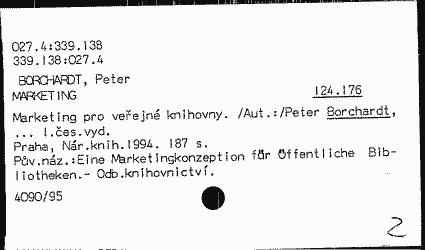 027.4:339.138
339.138:027.4
BORCHARDT, Peter
MARKETING 124.176
Marketing pro veřejné knihovny. /Aut.:/Peter Borchardt,
... 1.čes.vyd.
Praha, Nár.knih.1994. 187 s.
Pův.náz.:Eine Marketingkonzeption für Öffentliche Bib-
liotheken.- Odb.knihovnictví.
4090/95
2